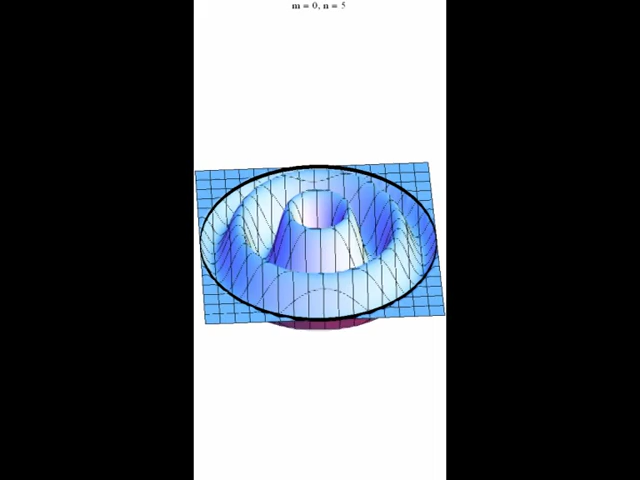 m = 0, n = 5